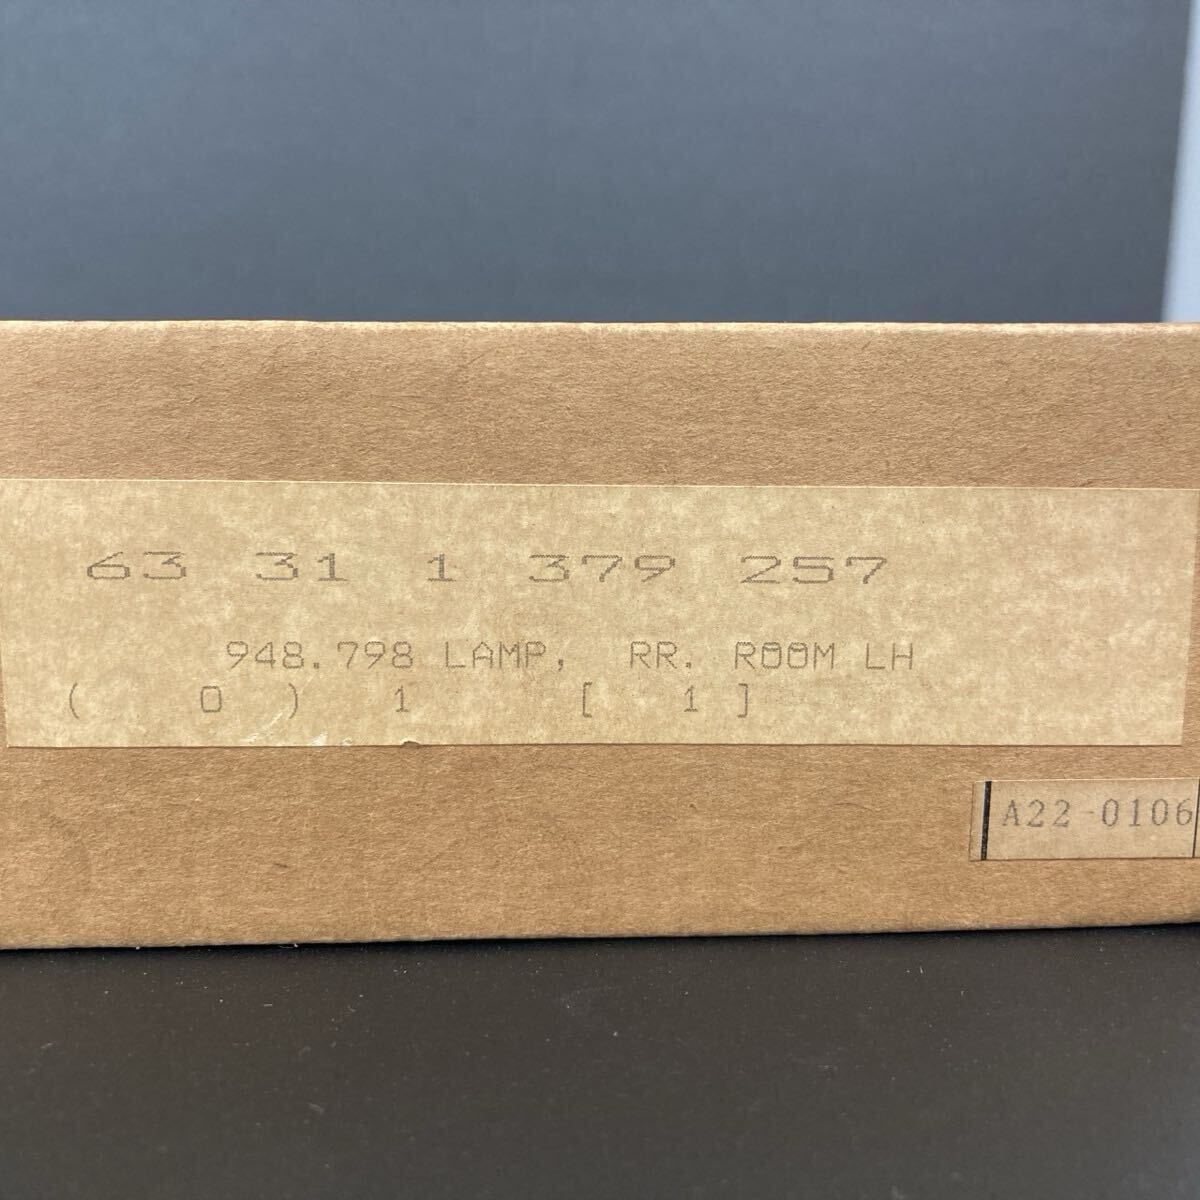 63 31 1 379 257
948.798 LAMP, RR. ROOM LH
( 0 ) 1 [ 1 ]
A22-0106